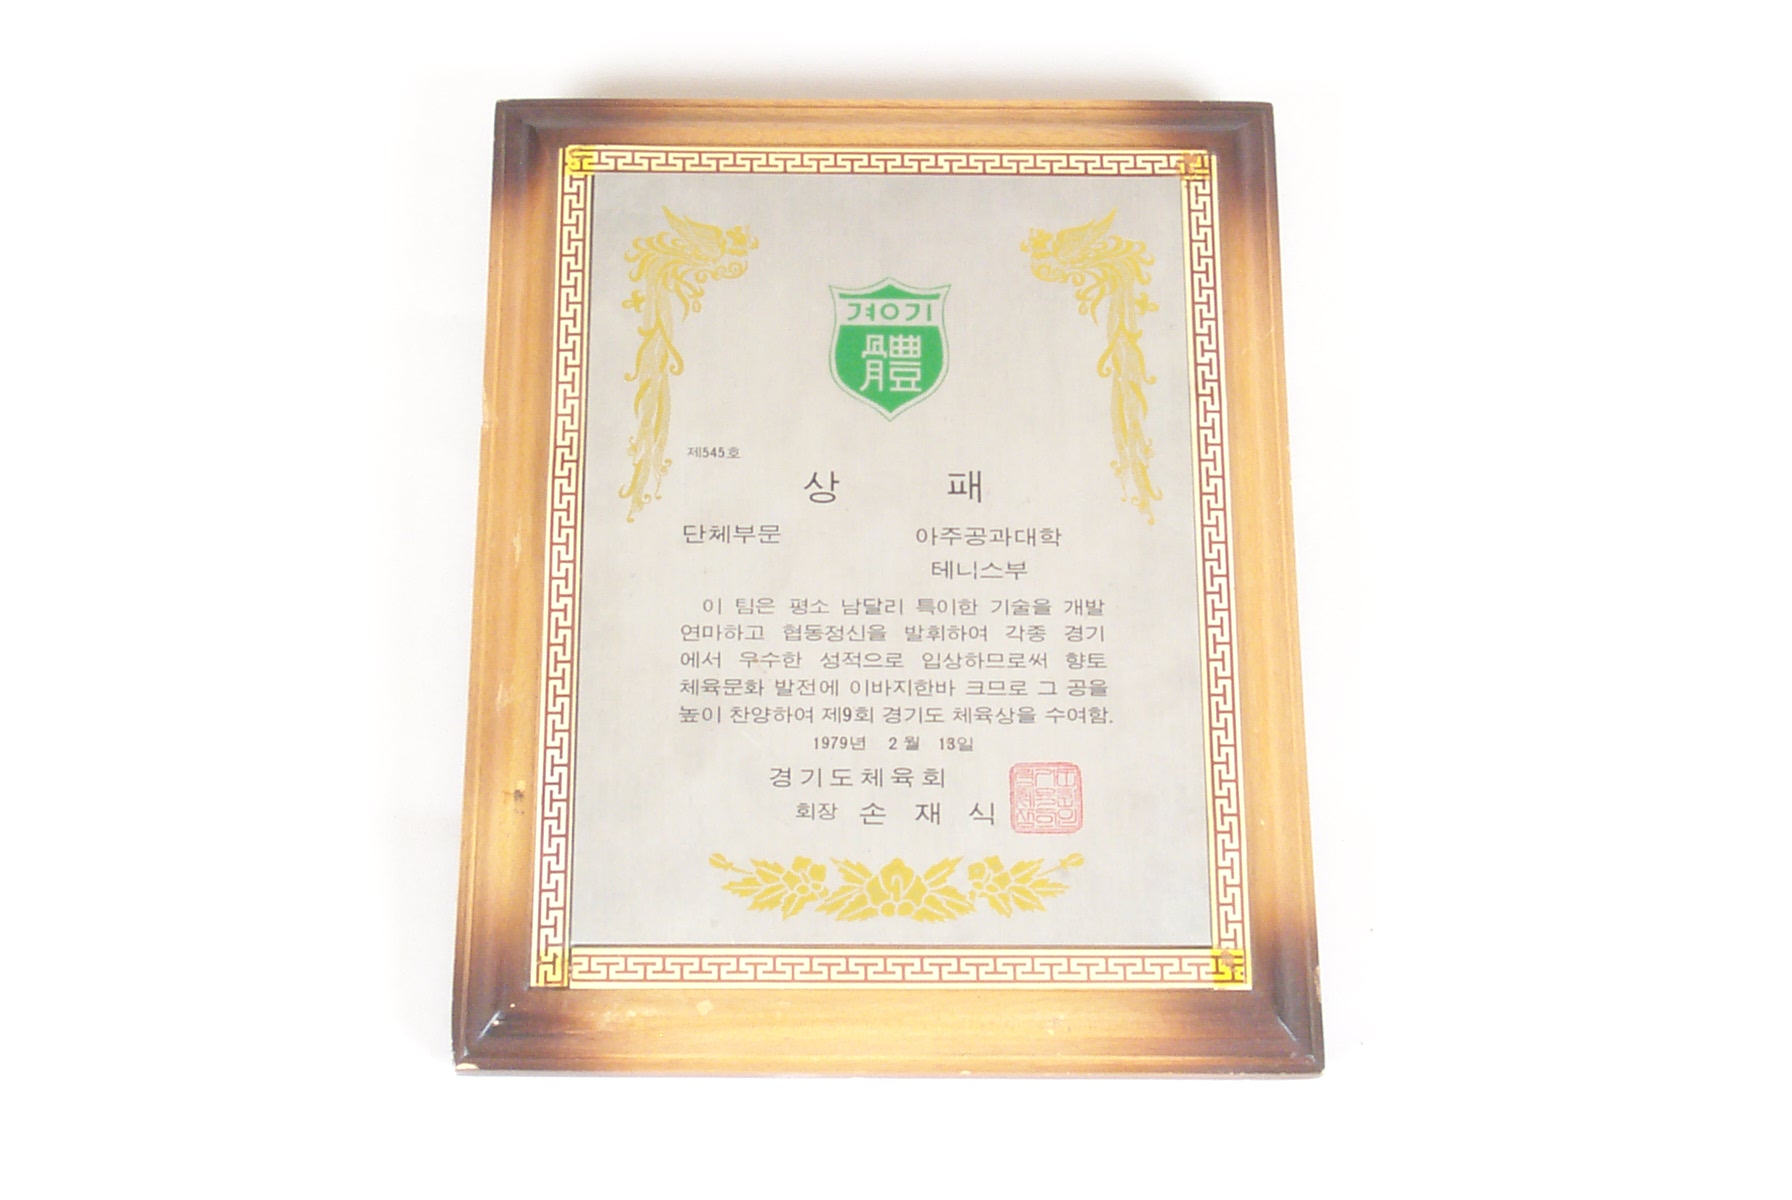 경기
體
제545호
상 패
단체부문 아주공과대학
테니스부
이 팀은 평소 남달리 특이한 기술을 개발
연마하고 협동정신을 발휘하여 각종 경기
에서 우수한 성적으로 입상하므로써 향토
체육문화 발전에 이바지한바 크므로 그 공을
높이 찬양하여 제9회 경기도 체육상을 수여함.
1979년 2월 13일
경기도체육회
회장 손 재 식